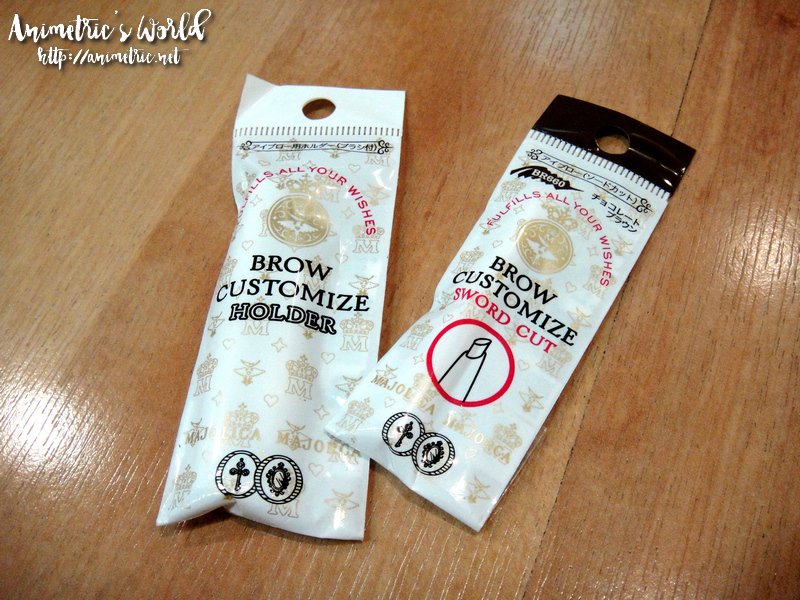 Animetric's World
http://animetric.net
アイブロー用ホルダー(ブラシ付)
FULFILLS ALL YOUR WISHES
BROW
CUSTOMIZE
HOLDER
MAJORICA MAJORCA
アイブロー(ソードカット)
BR660
チョコレート
ブラウン
FULFILLS ALL YOUR WISHES
BROW
CUSTOMIZE
SWORD CUT
MAJORICA MAJORCA